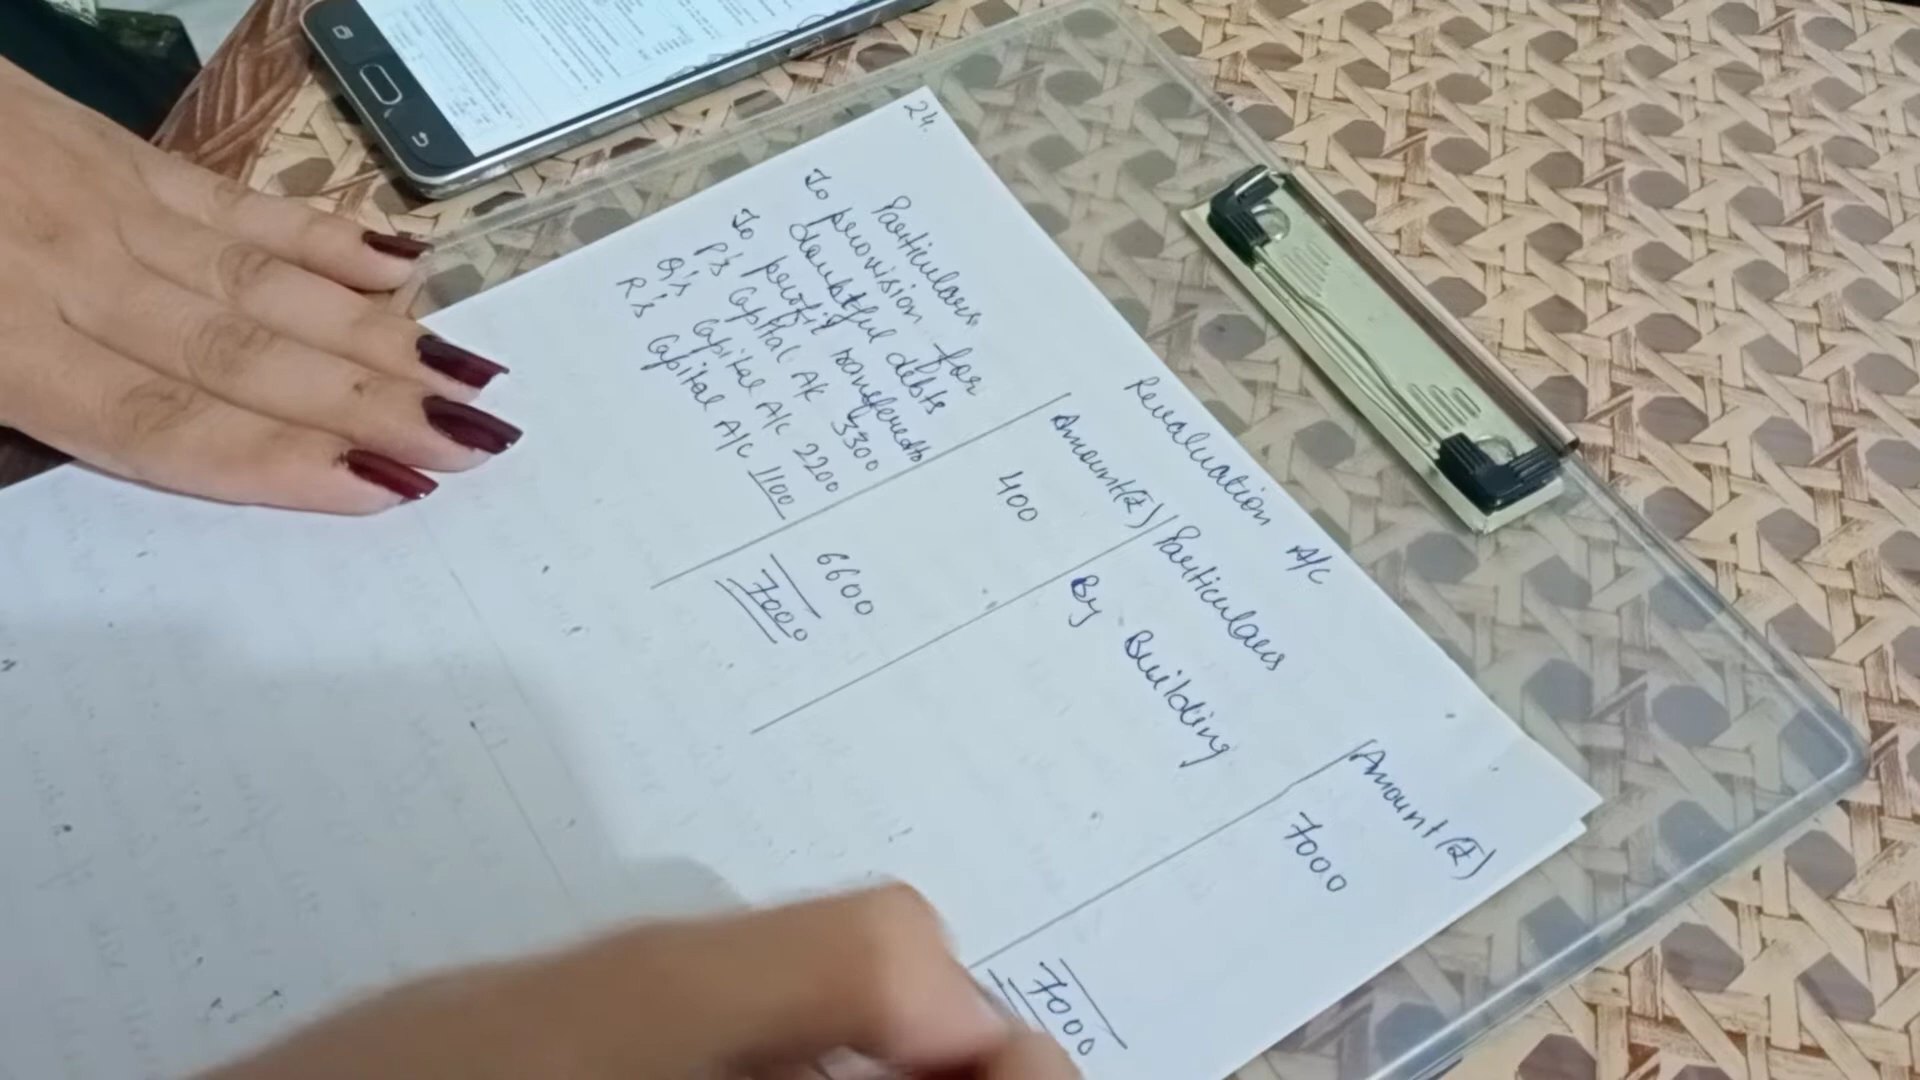 24.
Revaluation A/c
Particulars Amount(₹) Particulars Amount(₹)
To provision for
doubtful debts 400 By Building 7000
To profit transferred to
P's Capital A/c 3300
Q's Capital A/c 2200
R's Capital A/c 1100 6600
7000 7000